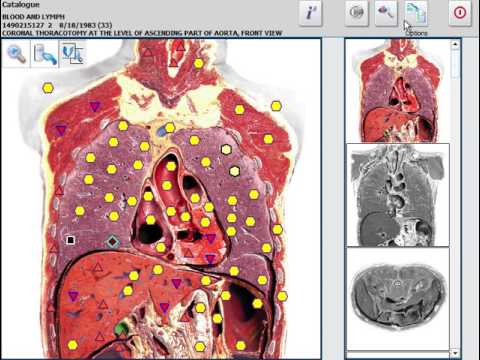 Catalogue
BLOOD AND LYMPH
1490215127 2 8/18/1983 (33)
CORONAL THORACOTOMY AT THE LEVEL OF ASCENDING PART OF AORTA, FRONT VIEW
i
Options